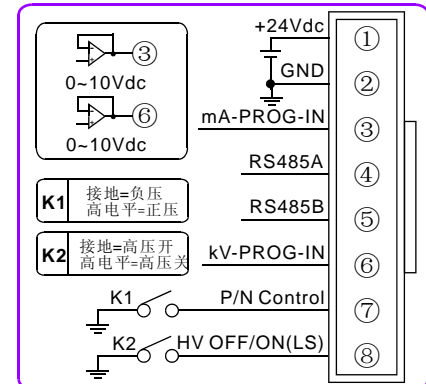 ③
0~10Vdc
⑥
0~10Vdc
K1
接地=负压
高电平=正压
K2
接地=高压开
高电平=高压关
+24Vdc
①
GND
②
mA-PROG-IN
③
RS485A
④
RS485B
⑤
kV-PROG-IN
⑥
K1
P/N Control
⑦
K2
HV OFF/ON(LS)
⑧